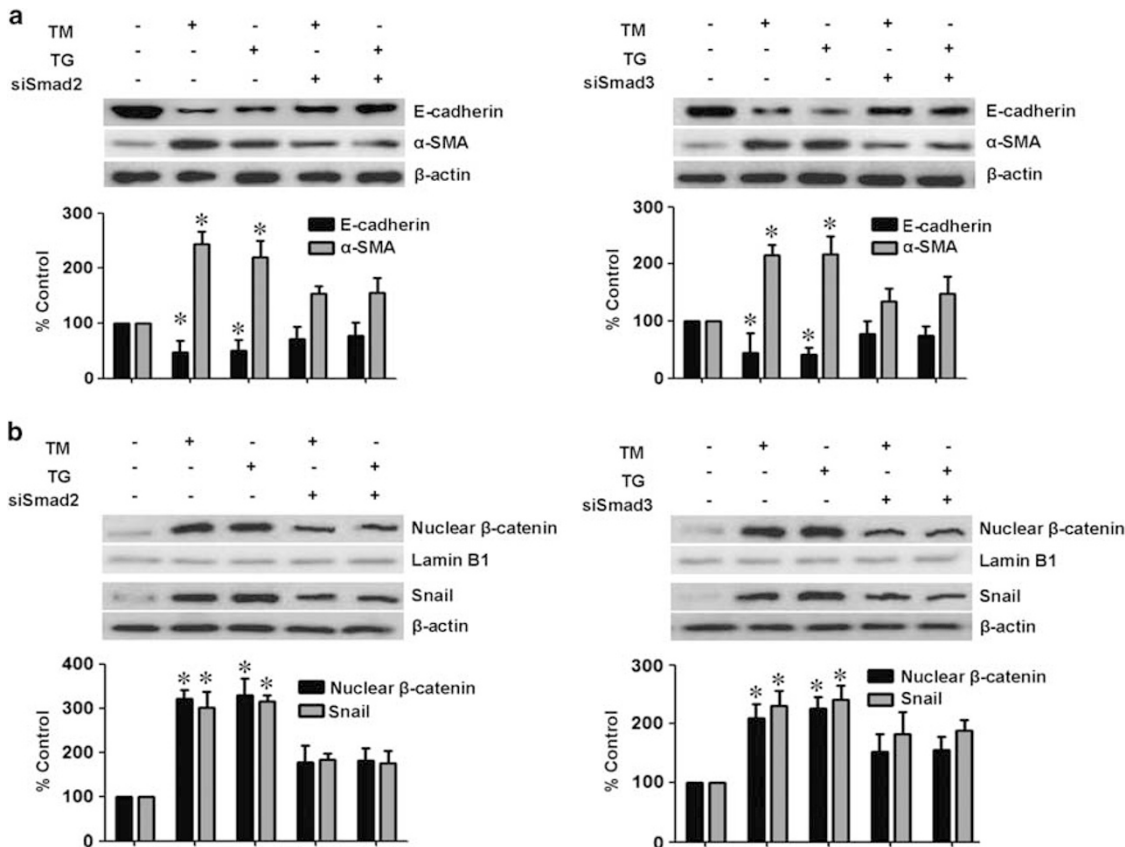 a
TM - + - + -
TG - - + - +
siSmad2 - - - + +
E-cadherin
α-SMA
β-actin
300
200
100
0
% Control
E-cadherin
α-SMA
* * * *
TM - + - + -
TG - - + - +
siSmad3 - - - + +
E-cadherin
α-SMA
β-actin
300
200
100
0
% Control
E-cadherin
α-SMA
* * * *
b
TM - + - + -
TG - - + - +
siSmad2 - - - + +
Nuclear β-catenin
Lamin B1
Snail
β-actin
400
300
200
100
0
% Control
Nuclear β-catenin
Snail
* * * *
TM - + - + -
TG - - + - +
siSmad3 - - - + +
Nuclear β-catenin
Lamin B1
Snail
β-actin
300
200
100
0
% Control
Nuclear β-catenin
Snail
* * * *